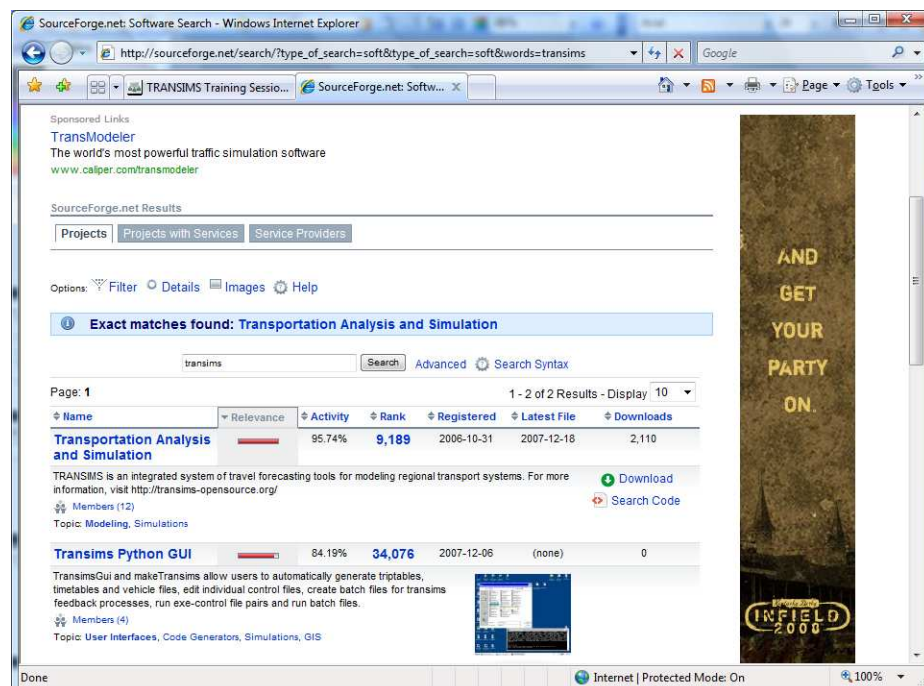 SourceForge.net: Software Search - Windows Internet Explorer
http://sourceforge.net/search/?type_of_search=soft&type_of_search=soft&words=transims
Google
TRANSIMS Training Sessio...
SourceForge.net: Softw...
Page
Tools
Sponsored Links
TransModeler
The world's most powerful traffic simulation software
www.caliper.com/transmodeler
SourceForge.net Results
Projects Projects with Services Service Providers
Options: Filter Details Images Help
Exact matches found: Transportation Analysis and Simulation
transims Search Advanced Search Syntax
Page: 1 1 - 2 of 2 Results - Display 10
Name Relevance Activity Rank Registered Latest File Downloads
Transportation Analysis 95.74% 9,189 2006-10-31 2007-12-18 2,110
and Simulation
TRANSIMS is an integrated system of travel forecasting tools for modeling regional transport systems. For more
information, visit http://transims-opensource.org/
Download
Search Code
Members (12)
Topic: Modeling, Simulations
Transims Python GUI 84.19% 34,076 2007-12-06 (none) 0
TransimsGui and makeTransims allow users to automatically generate triptables,
timetables and vehicle files, edit individual control files, create batch files for transims
feedback processes, run exe-control file pairs and run batch files.
Members (4)
Topic: User Interfaces, Code Generators, Simulations, GIS
AND
GET
YOUR
PARTY
ON.
INFIELD
2008
Done Internet | Protected Mode: On 100%